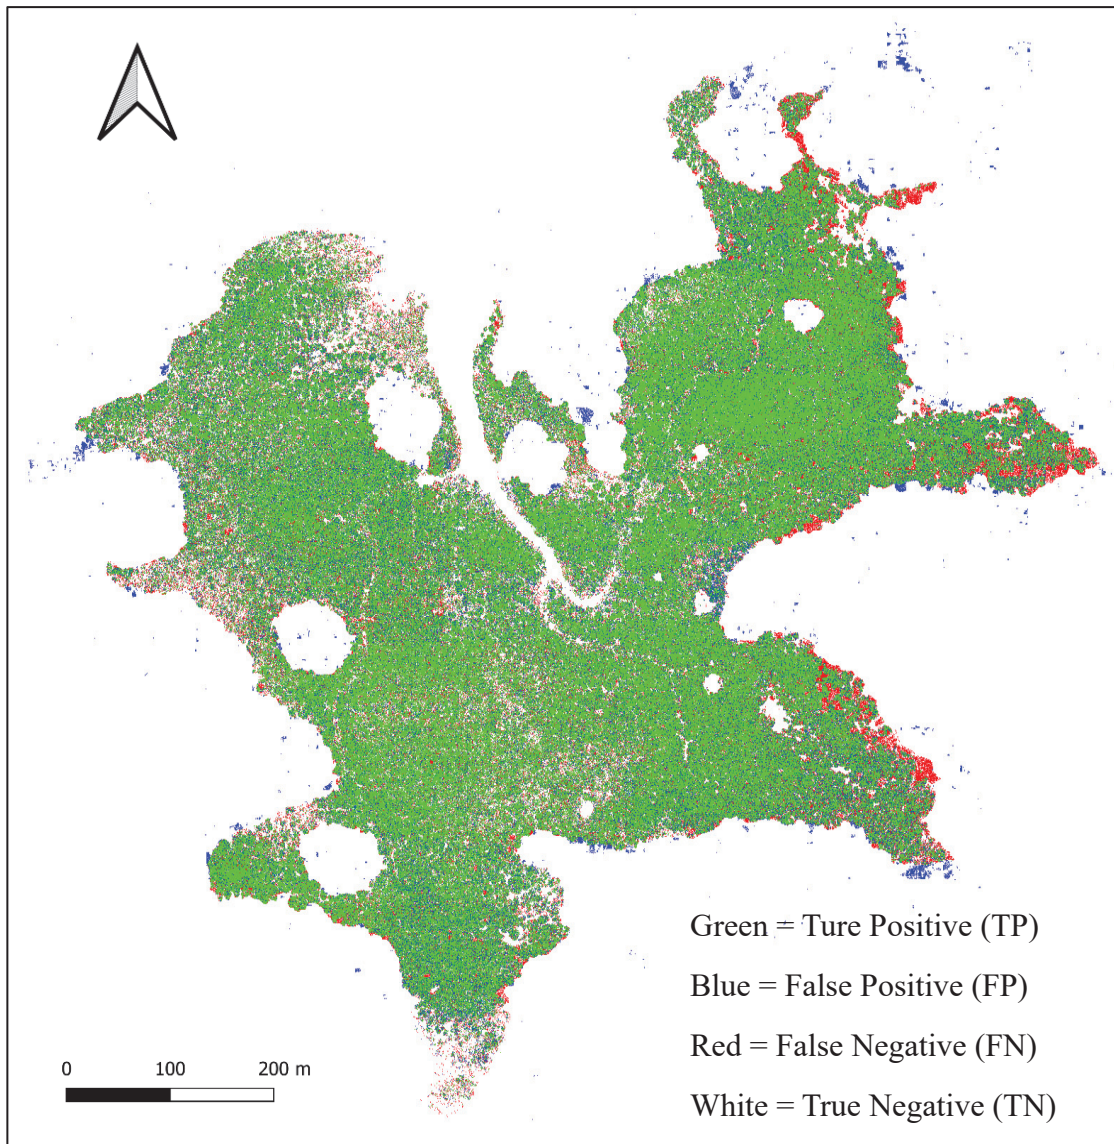 Green = Ture Positive (TP)
Blue = False Positive (FP)
Red = False Negative (FN)
White = True Negative (TN)
0 100 200 m